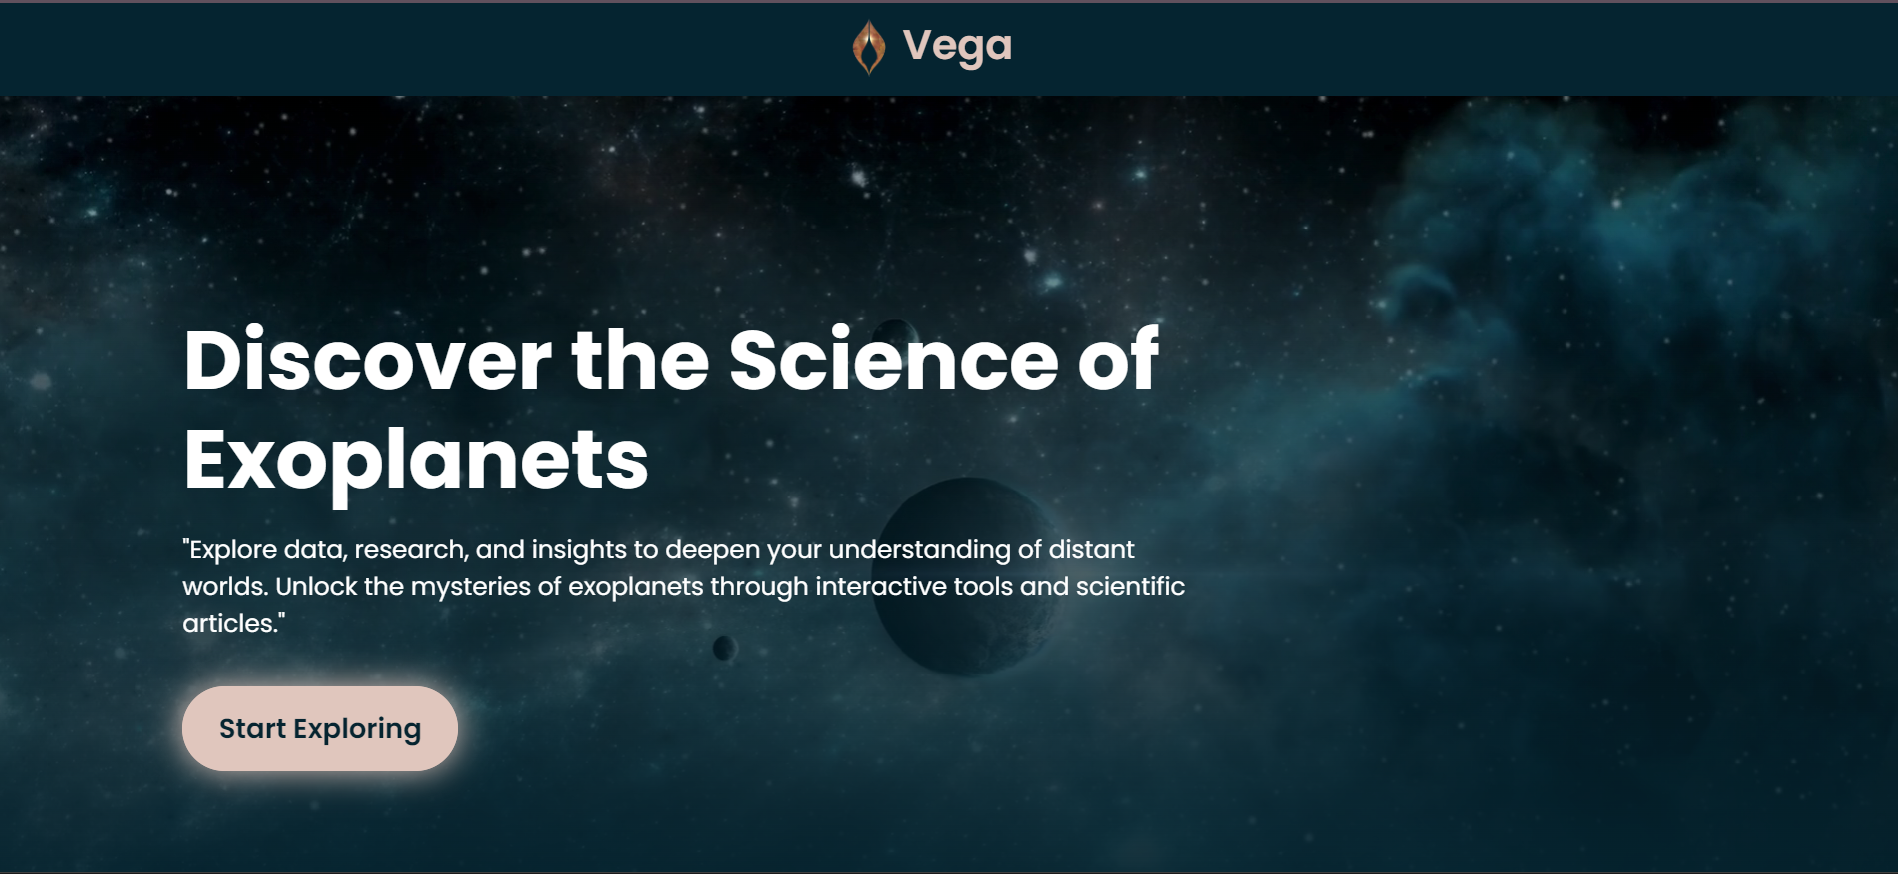 Vega
Discover the Science of
Exoplanets
"Explore data, research, and insights to deepen your understanding of distant
worlds. Unlock the mysteries of exoplanets through interactive tools and scientific
articles."
Start Exploring